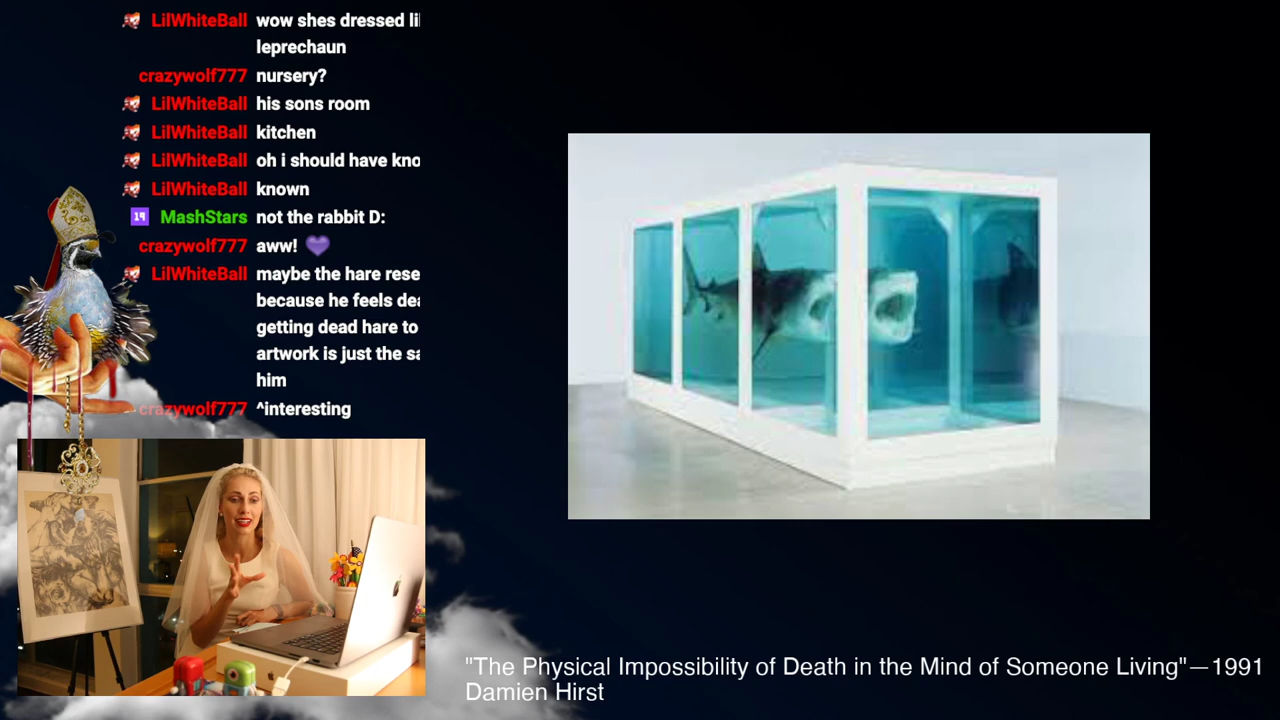 LilWhiteBall wow shes dressed li
leprechaun
crazywolf777 nursery?
LilWhiteBall his sons room
LilWhiteBall kitchen
LilWhiteBall oh i should have kno
LilWhiteBall known
19 MashStars not the rabbit D:
crazywolf777 aww!
LilWhiteBall maybe the hare rese
because he feels dea
getting dead hare to
artwork is just the sa
him
crazywolf777 ^interesting
"The Physical Impossibility of Death in the Mind of Someone Living"—1991
Damien Hirst